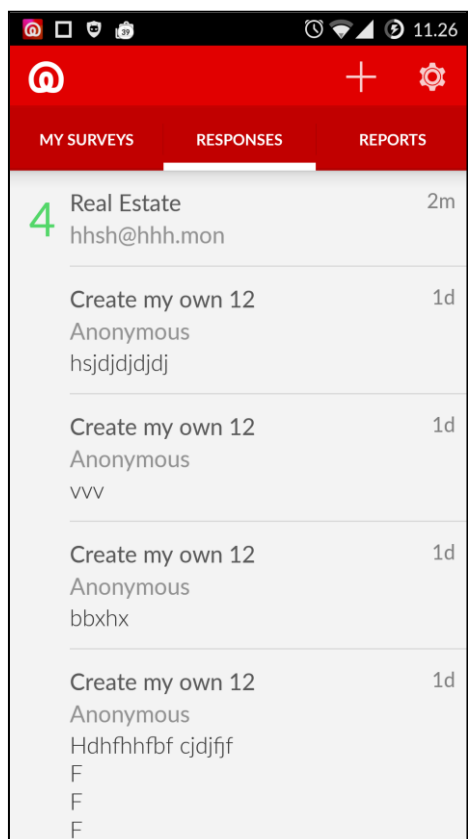 39
11.26
MY SURVEYS RESPONSES REPORTS
4
Real Estate 2m
hhsh@hhh.mon
Create my own 12 1d
Anonymous
hsjdjdjdjdj
Create my own 12 1d
Anonymous
vvv
Create my own 12 1d
Anonymous
bbxhx
Create my own 12 1d
Anonymous
Hdhfhhfbf cjdjfjf
F
F
F